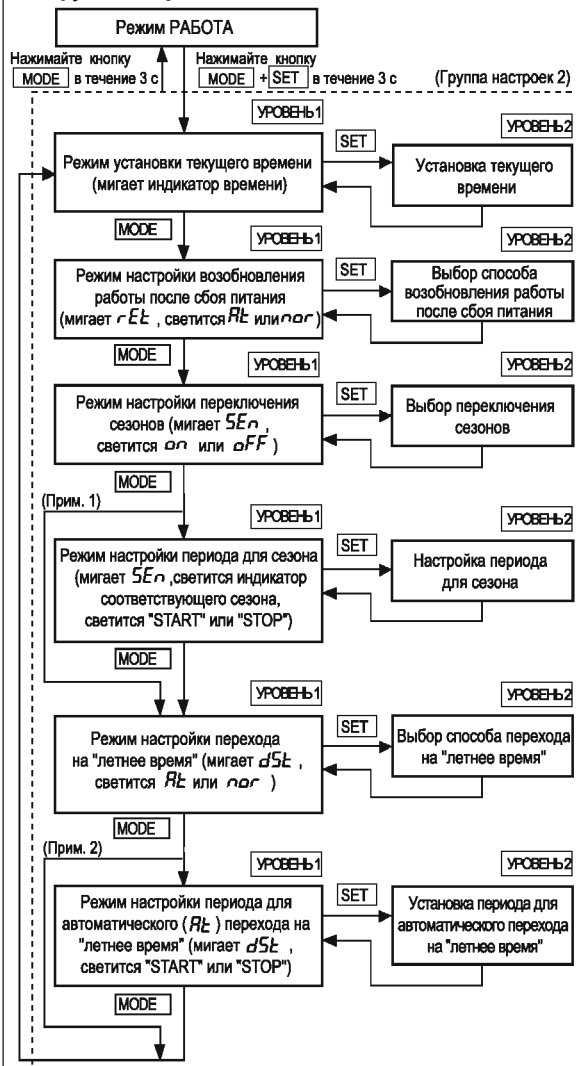 Режим РАБОТА
Нажимайте кнопку
MODE в течение 3 с
Нажимайте кнопку
MODE + SET в течение 3 с
(Группа настроек 2)
УРОВЕНЬ1
Режим установки текущего времени
(мигает индикатор времени)
SET
УРОВЕНЬ2
Установка текущего
времени
MODE
УРОВЕНЬ1
Режим настройки возобновления
работы после сбоя питания
(мигает rEt , светится At или nor)
SET
УРОВЕНЬ2
Выбор способа
возобновления работы
после сбоя питания
MODE
УРОВЕНЬ1
Режим настройки переключения
сезонов (мигает SEn ,
светится on или oFF )
SET
УРОВЕНЬ2
Выбор переключения
сезонов
MODE
(Прим. 1)
УРОВЕНЬ1
Режим настройки периода для сезона
(мигает SEn ,светится индикатор
соответствующего сезона,
светится "START" или "STOP")
SET
УРОВЕНЬ2
Настройка периода
для сезона
MODE
УРОВЕНЬ1
Режим настройки перехода
на "летнее время" (мигает dSt ,
светится At или nor )
SET
УРОВЕНЬ2
Выбор способа перехода
на "летнее время"
MODE
(Прим. 2)
УРОВЕНЬ1
Режим настройки периода для
автоматического (At ) перехода на
"летнее время" (мигает dSt ,
светится "START" или "STOP")
SET
УРОВЕНЬ2
Установка периода для
автоматического перехода
на "летнее время"
MODE